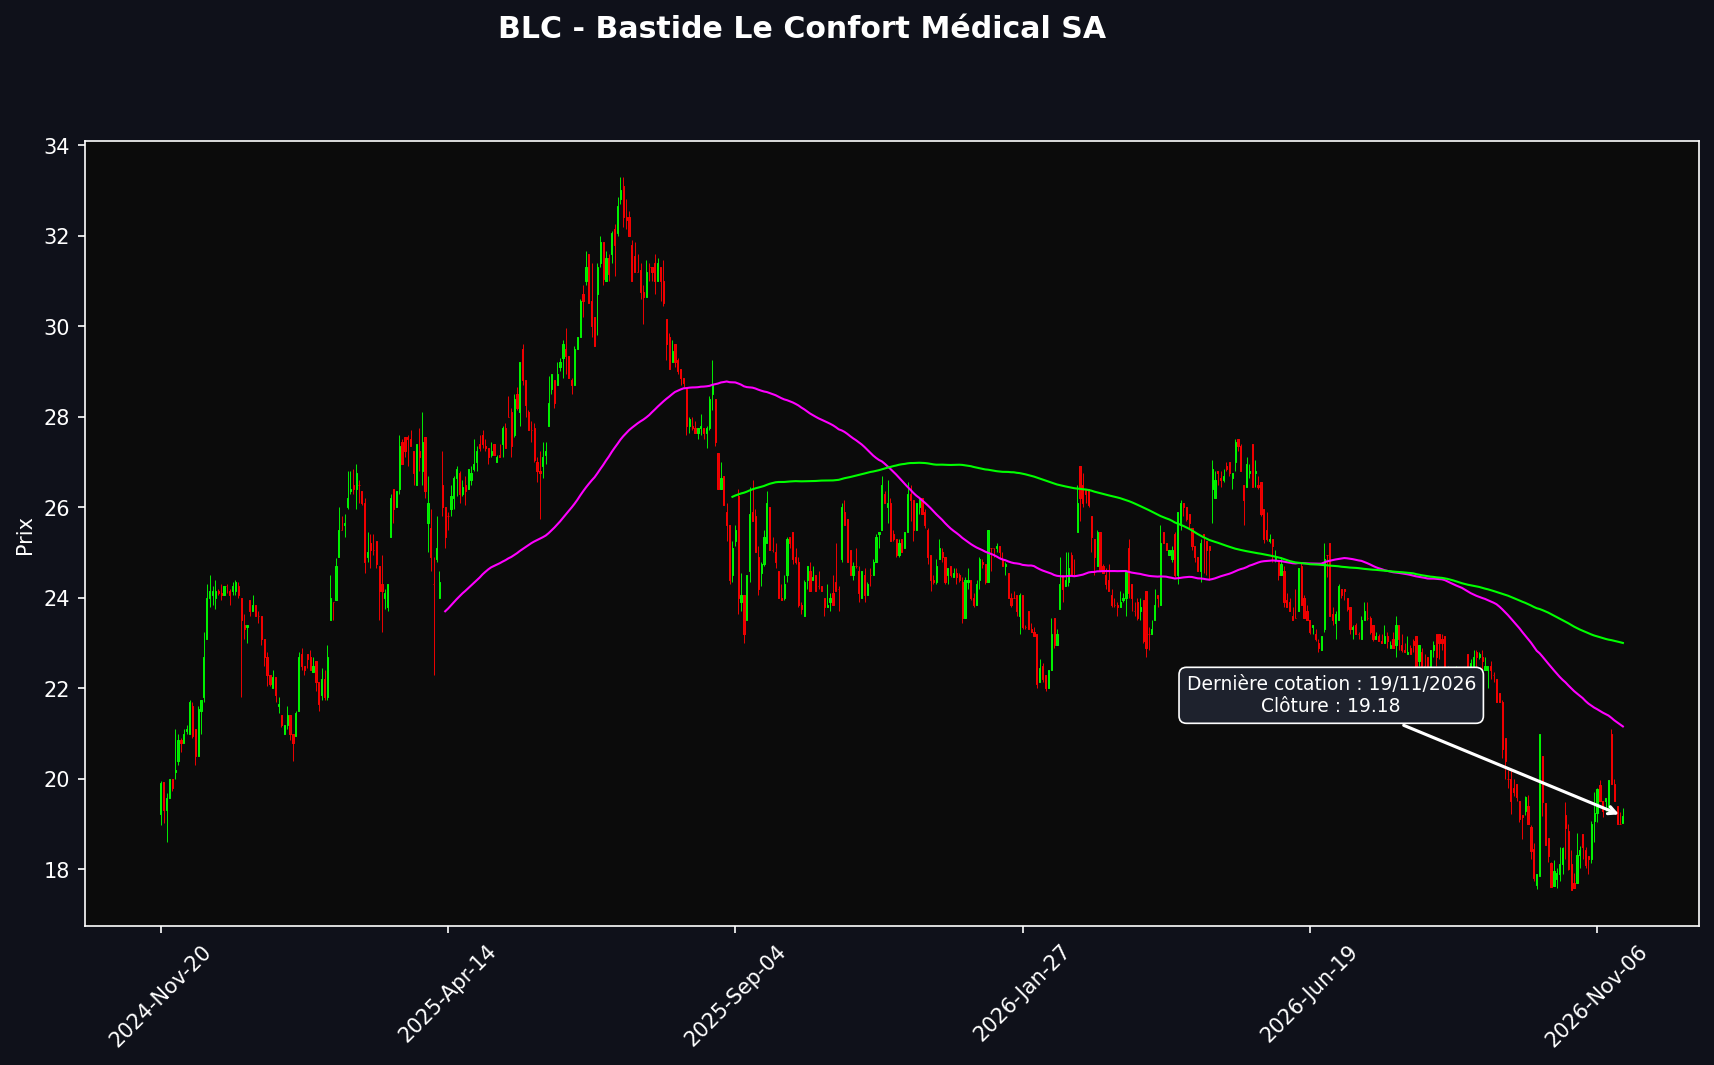 BLC - Bastide Le Confort Médical SA
34
32
30
28
26
24
22
20
18
Prix
Dernière cotation : 19/11/2026
Clôture : 19.18
2024-Nov-20
2025-Apr-14
2025-Sep-04
2026-Jan-27
2026-Jun-19
2026-Nov-06